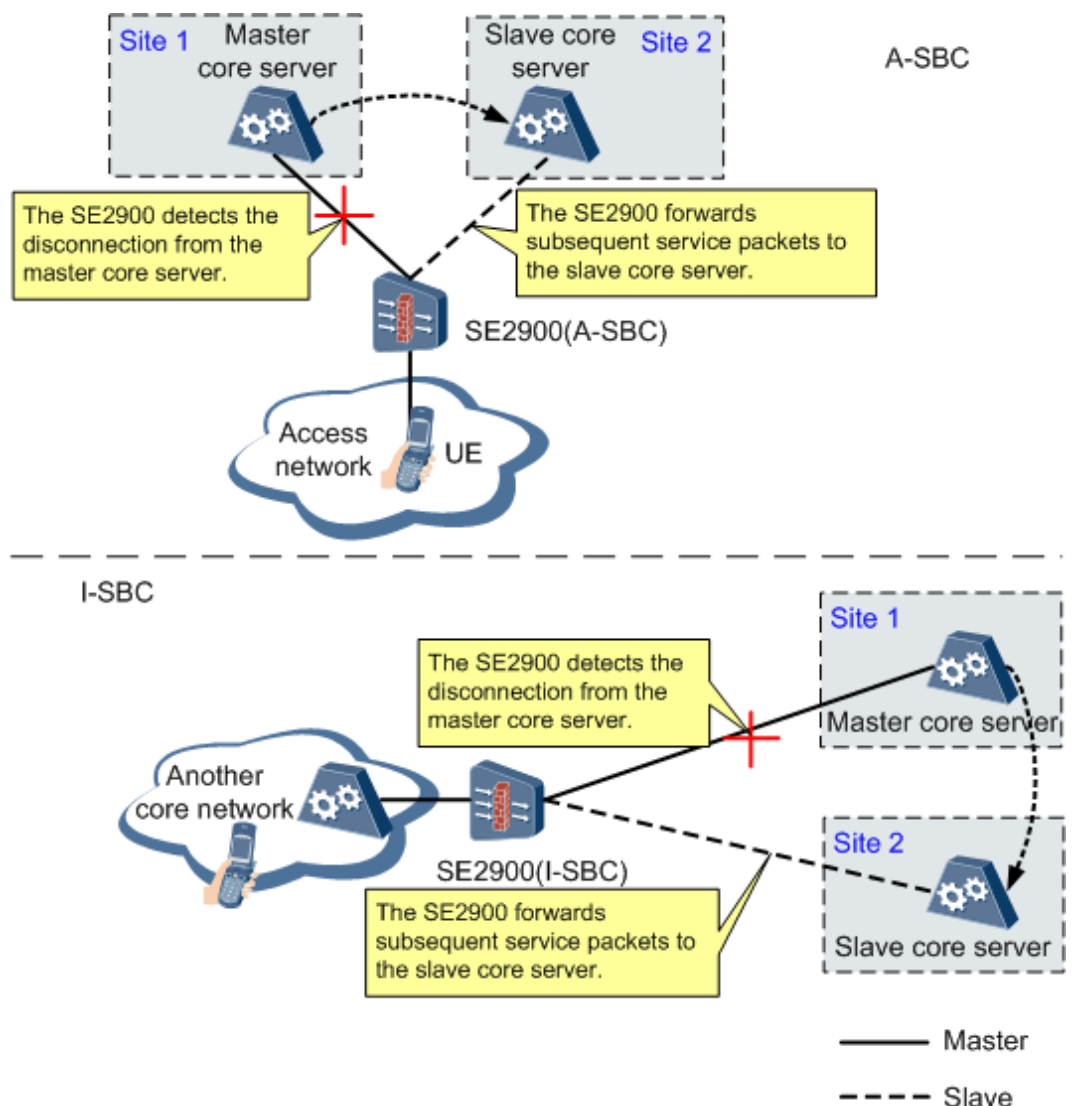 A-SBC
Site 1
Master
core server
Slave core
server
Site 2
The SE2900 detects the
disconnection from the
master core server.
The SE2900 forwards
subsequent service packets to
the slave core server.
SE2900(A-SBC)
Access
network
UE
I-SBC
Site 1
Master core server
The SE2900 detects the
disconnection from the
master core server.
Another
core network
SE2900(I-SBC)
Site 2
Slave core server
The SE2900 forwards
subsequent service packets to
the slave core server.
Master
Slave